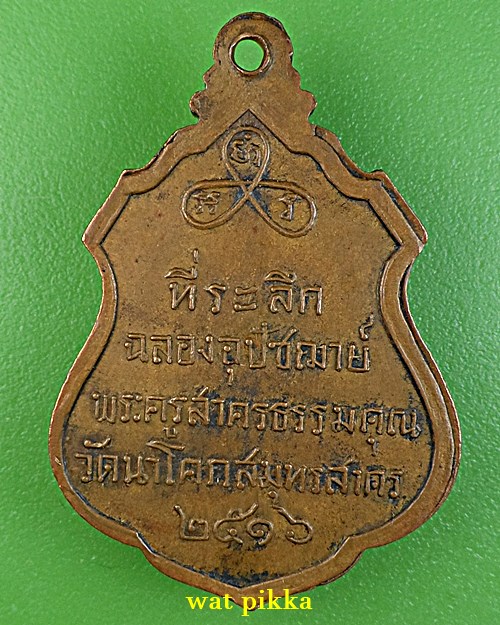 ที่ระลึก
ฉลองอุปัชฌาย์
พระครูสาครธรรมคุณ
วัดนาโคก สมุทรสาคร
๒๕๑๖
wat pikka